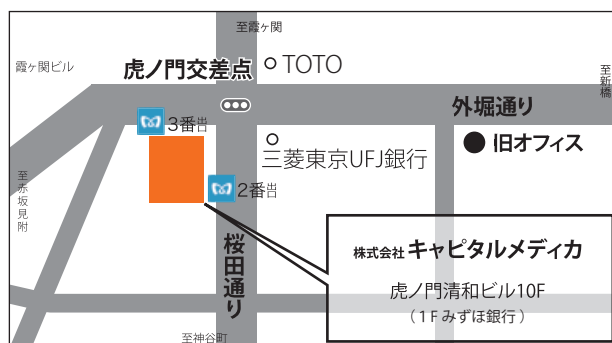 至霞ヶ関
霞ヶ関ビル
虎ノ門交差点
TOTO
至新橋
外堀通り
3番出口
旧オフィス
三菱東京UFJ銀行
至赤坂見附
2番出口
桜田通り
株式会社キャピタルメディカ
虎ノ門清和ビル10F
(1Fみずほ銀行)
至神谷町